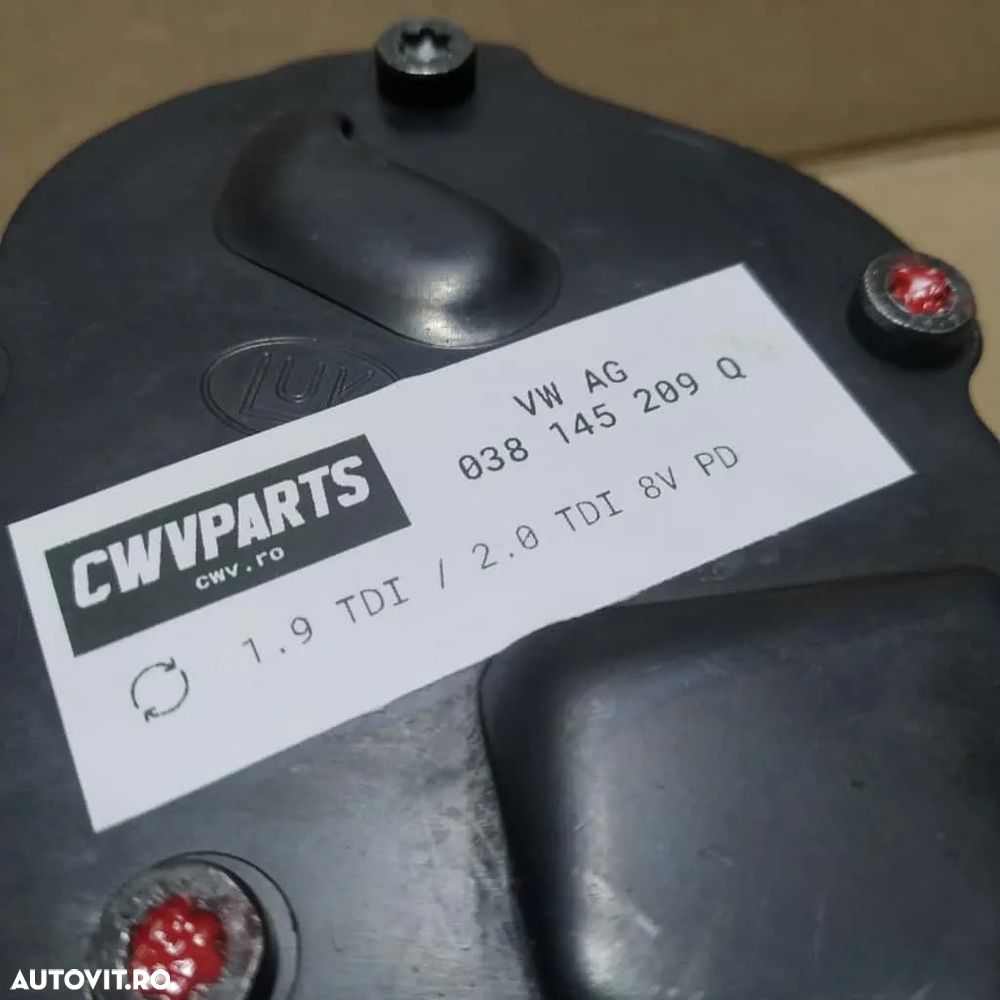 LUK
VW AG
038 145 209 Q
CWVPARTS
cwv.ro
1.9 TDI / 2.0 TDI 8V PD
AUTOVIT.RO